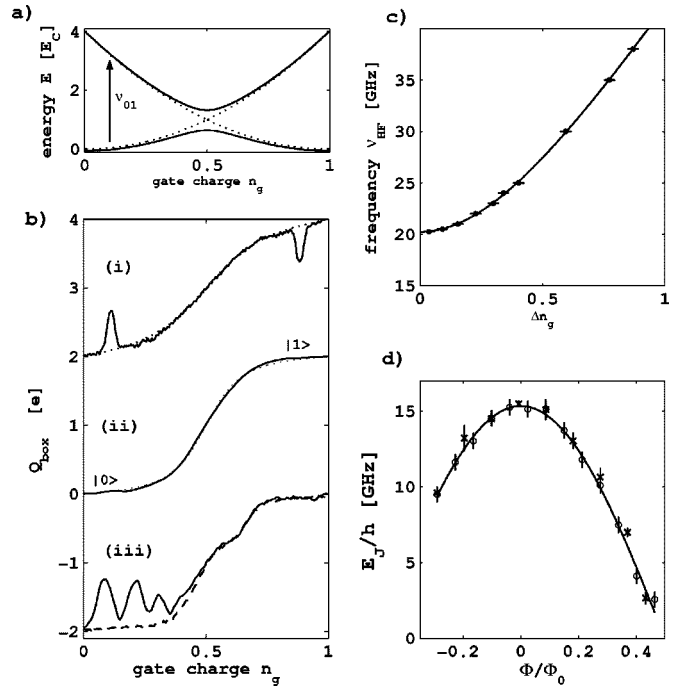 a)
energy E [E_C]
4
2
0
ν_01
0 0.5 1
gate charge n_g
b)
Q_box [e]
4
3
2
1
0
−1
−2
(i)
(ii)
(iii)
|1>
|0>
0 0.5 1
gate charge n_g
c)
frequency ν_HF [GHz]
35
30
25
20
15
0 0.5 1
Δn_g
d)
E_J/h [GHz]
15
10
5
0
−0.2 0 0.2 0.4
Φ/Φ_0